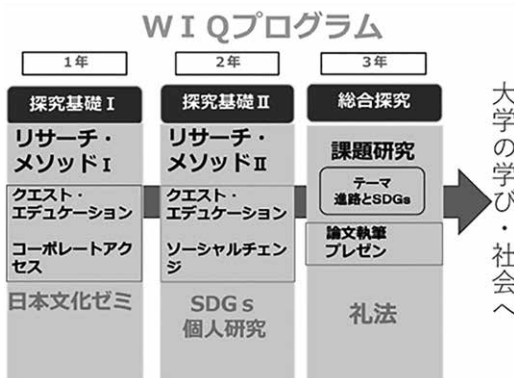 WIQプログラム
1年
探究基礎Ⅰ
リサーチ・
メソッドⅠ
クエスト・
エデュケーション
コーポレートアク
セス
日本文化ゼミ
2年
探究基礎Ⅱ
リサーチ・
メソッドⅡ
クエスト・
エデュケーション
ソーシャルチェン
ジ
SDGs
個人研究
3年
総合探究
課題研究
テーマ
進路とSDGs
論文執筆
プレゼン
礼法
大学の学び・社会へ